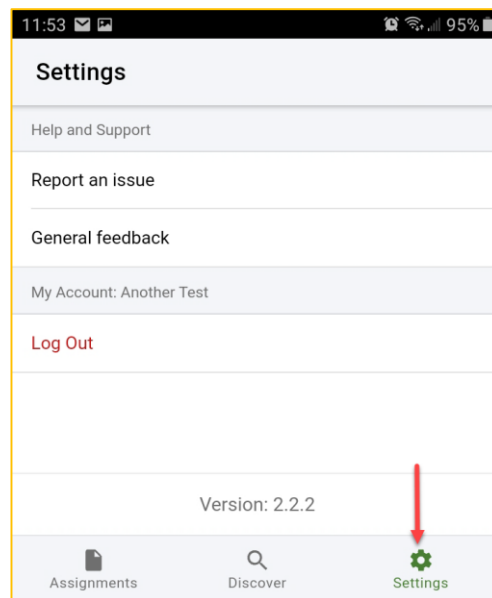 11:53 95%
Settings
Help and Support
Report an issue
General feedback
My Account: Another Test
Log Out
Version: 2.2.2
Assignments Discover Settings